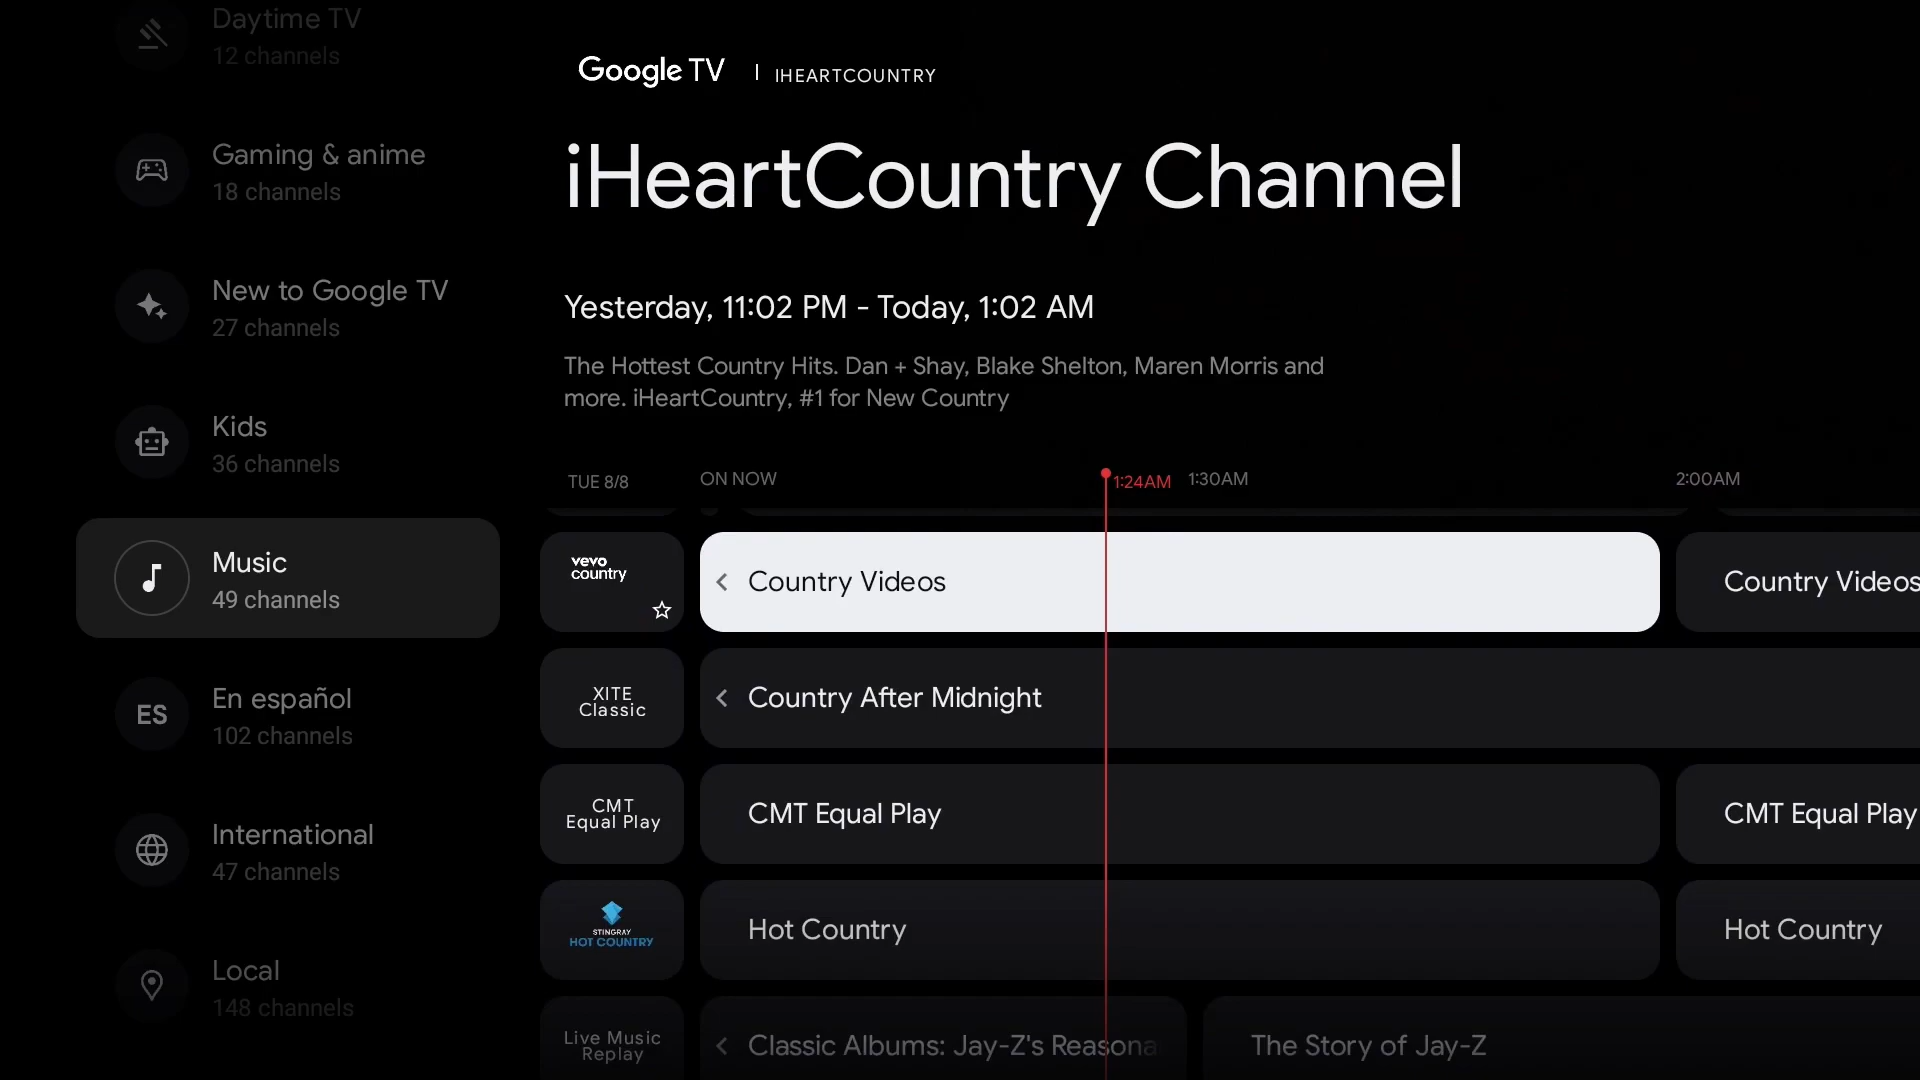 Daytime TV
12 channels
Gaming & anime
18 channels
New to Google TV
27 channels
Kids
36 channels
Music
49 channels
ES
En español
102 channels
International
47 channels
Local
148 channels
Google TV | IHEARTCOUNTRY
iHeartCountry Channel
Yesterday, 11:02 PM - Today, 1:02 AM
The Hottest Country Hits. Dan + Shay, Blake Shelton, Maren Morris and
more. iHeartCountry, #1 for New Country
TUE 8/8 ON NOW 1:24AM 1:30AM 2:00AM
vevo
country
Country Videos
Country Videos
XITE
Classic
Country After Midnight
CMT
Equal Play
CMT Equal Play
CMT Equal Play
STINGRAY
HOT COUNTRY
Hot Country
Hot Country
Live Music
Replay
Classic Albums: Jay-Z's Reasona
The Story of Jay-Z